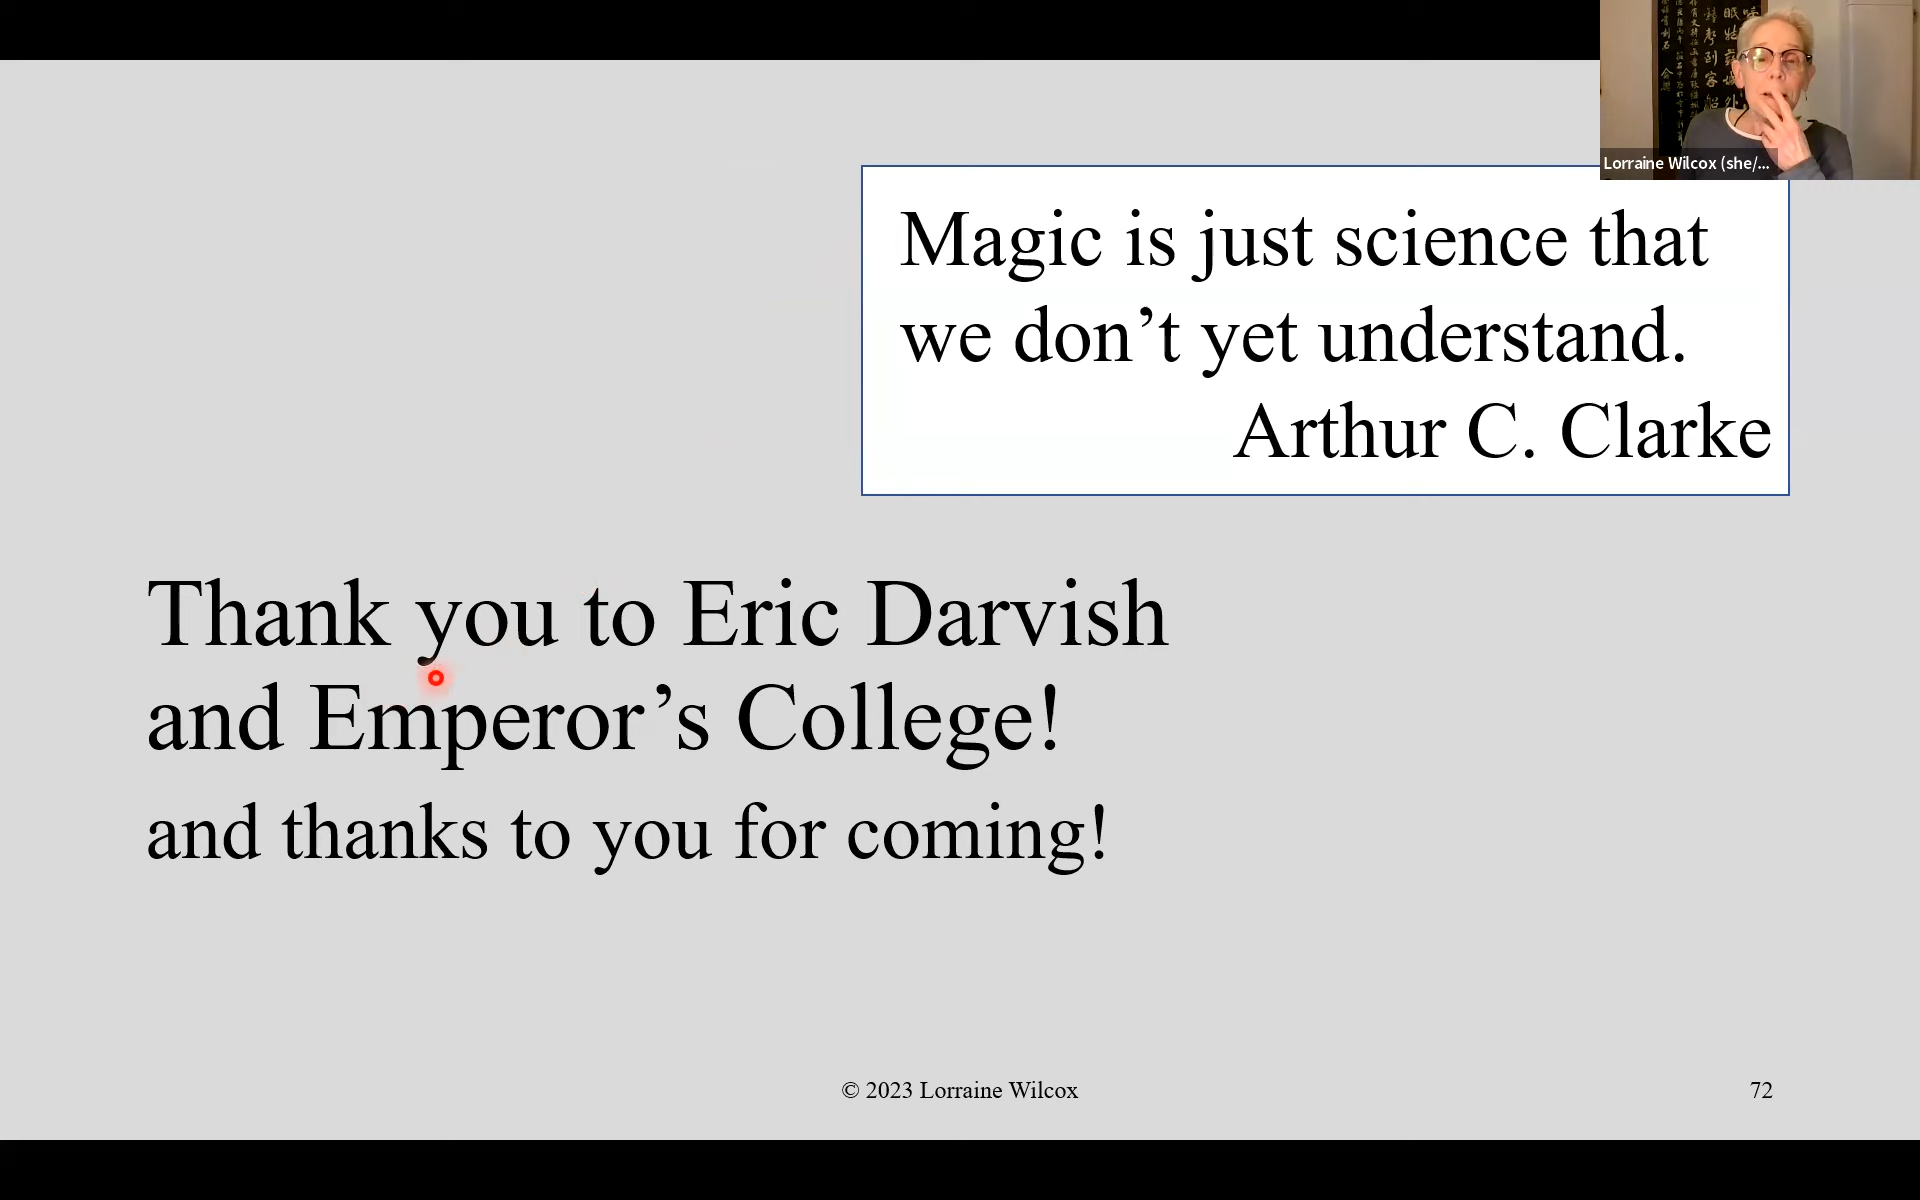 Lorraine Wilcox (she/...
Magic is just science that
we don’t yet understand.
Arthur C. Clarke
Thank you to Eric Darvish
and Emperor’s College!
and thanks to you for coming!
© 2023 Lorraine Wilcox
72